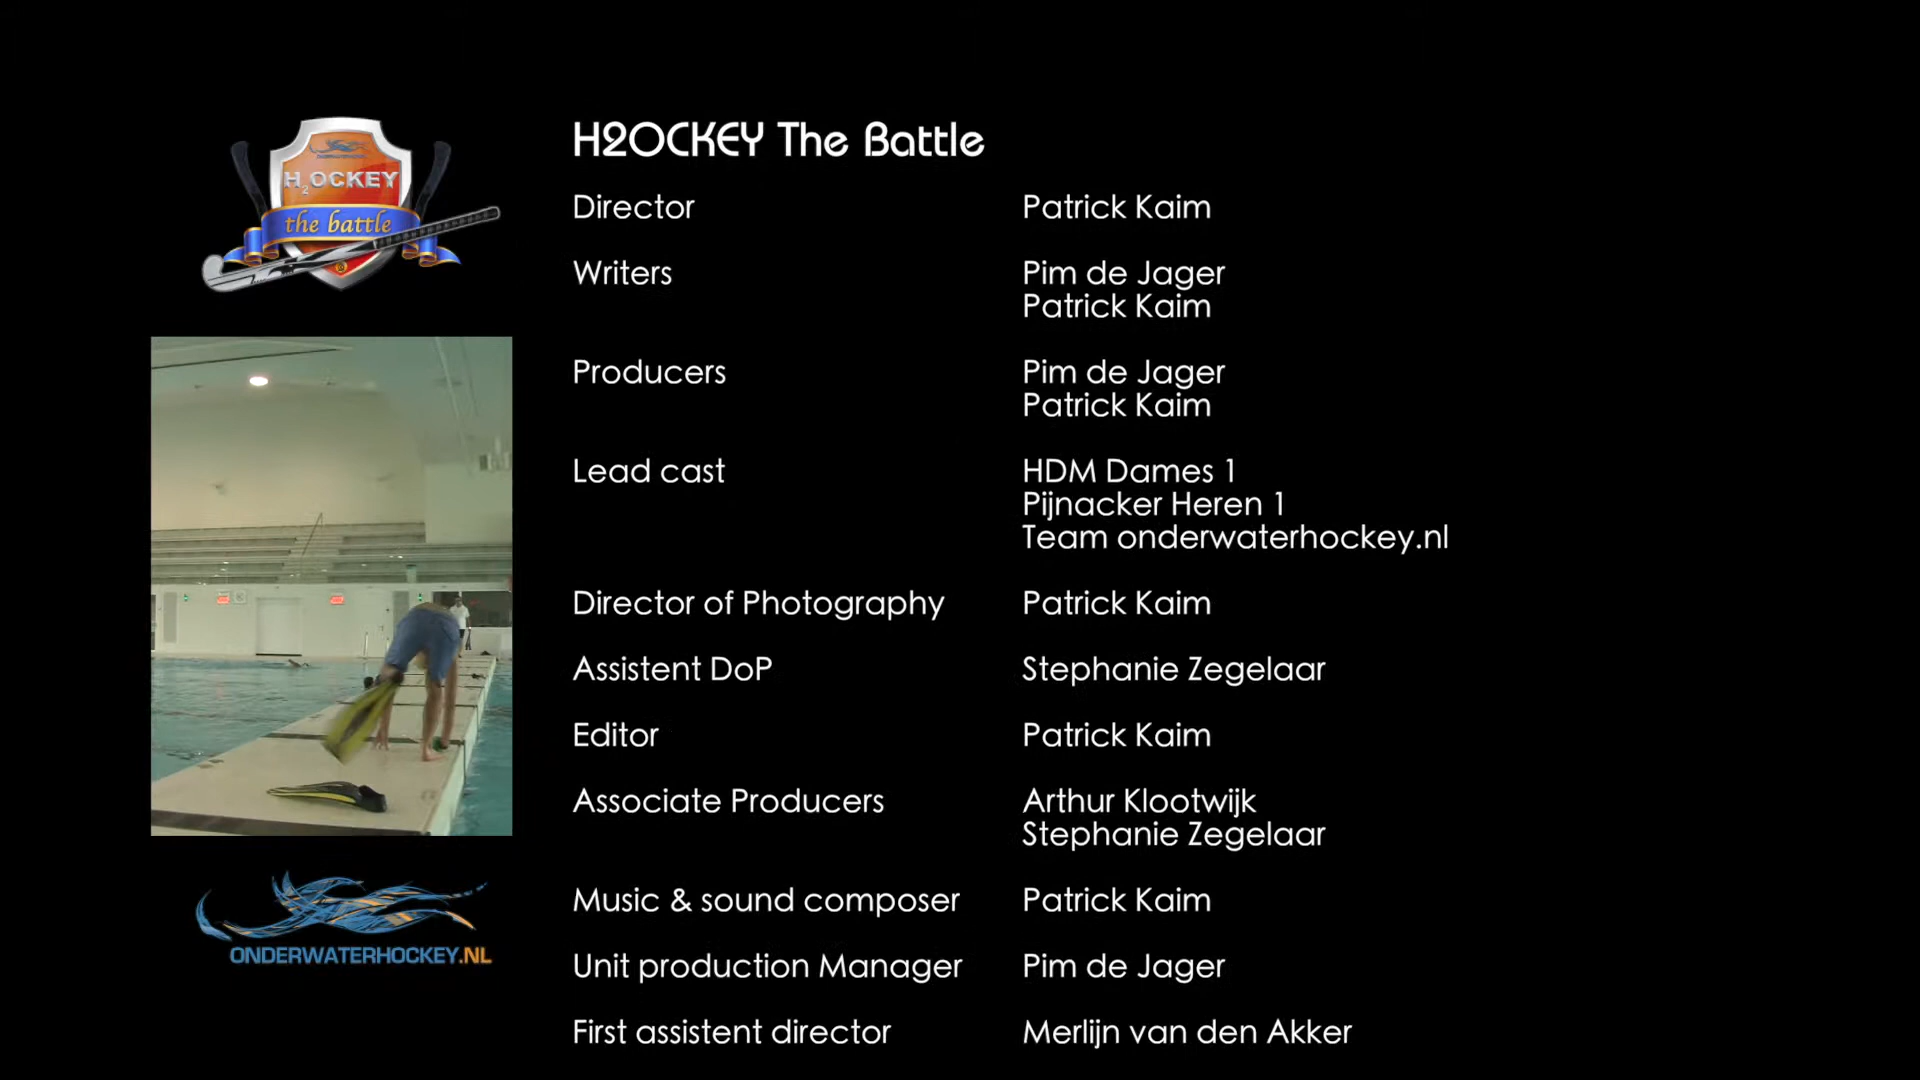 H2OCKEY
the battle
H2OCKEY The Battle
Director Patrick Kaim
Writers Pim de Jager
Patrick Kaim
Producers Pim de Jager
Patrick Kaim
Lead cast HDM Dames 1
Pijnacker Heren 1
Team onderwaterhockey.nl
Director of Photography Patrick Kaim
Assistent DoP Stephanie Zegelaar
Editor Patrick Kaim
Associate Producers Arthur Klootwijk
Stephanie Zegelaar
Music & sound composer Patrick Kaim
Unit production Manager Pim de Jager
First assistent director Merlijn van den Akker
ONDERWATERHOCKEY.NL